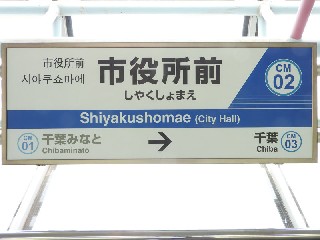 市役所前
시야쿠쇼마에
市役所前
しやくしょまえ
CM
02
Shiyakushomae (City Hall)
CM
01
千葉みなと
Chibaminato
→
千葉
Chiba
CM
03